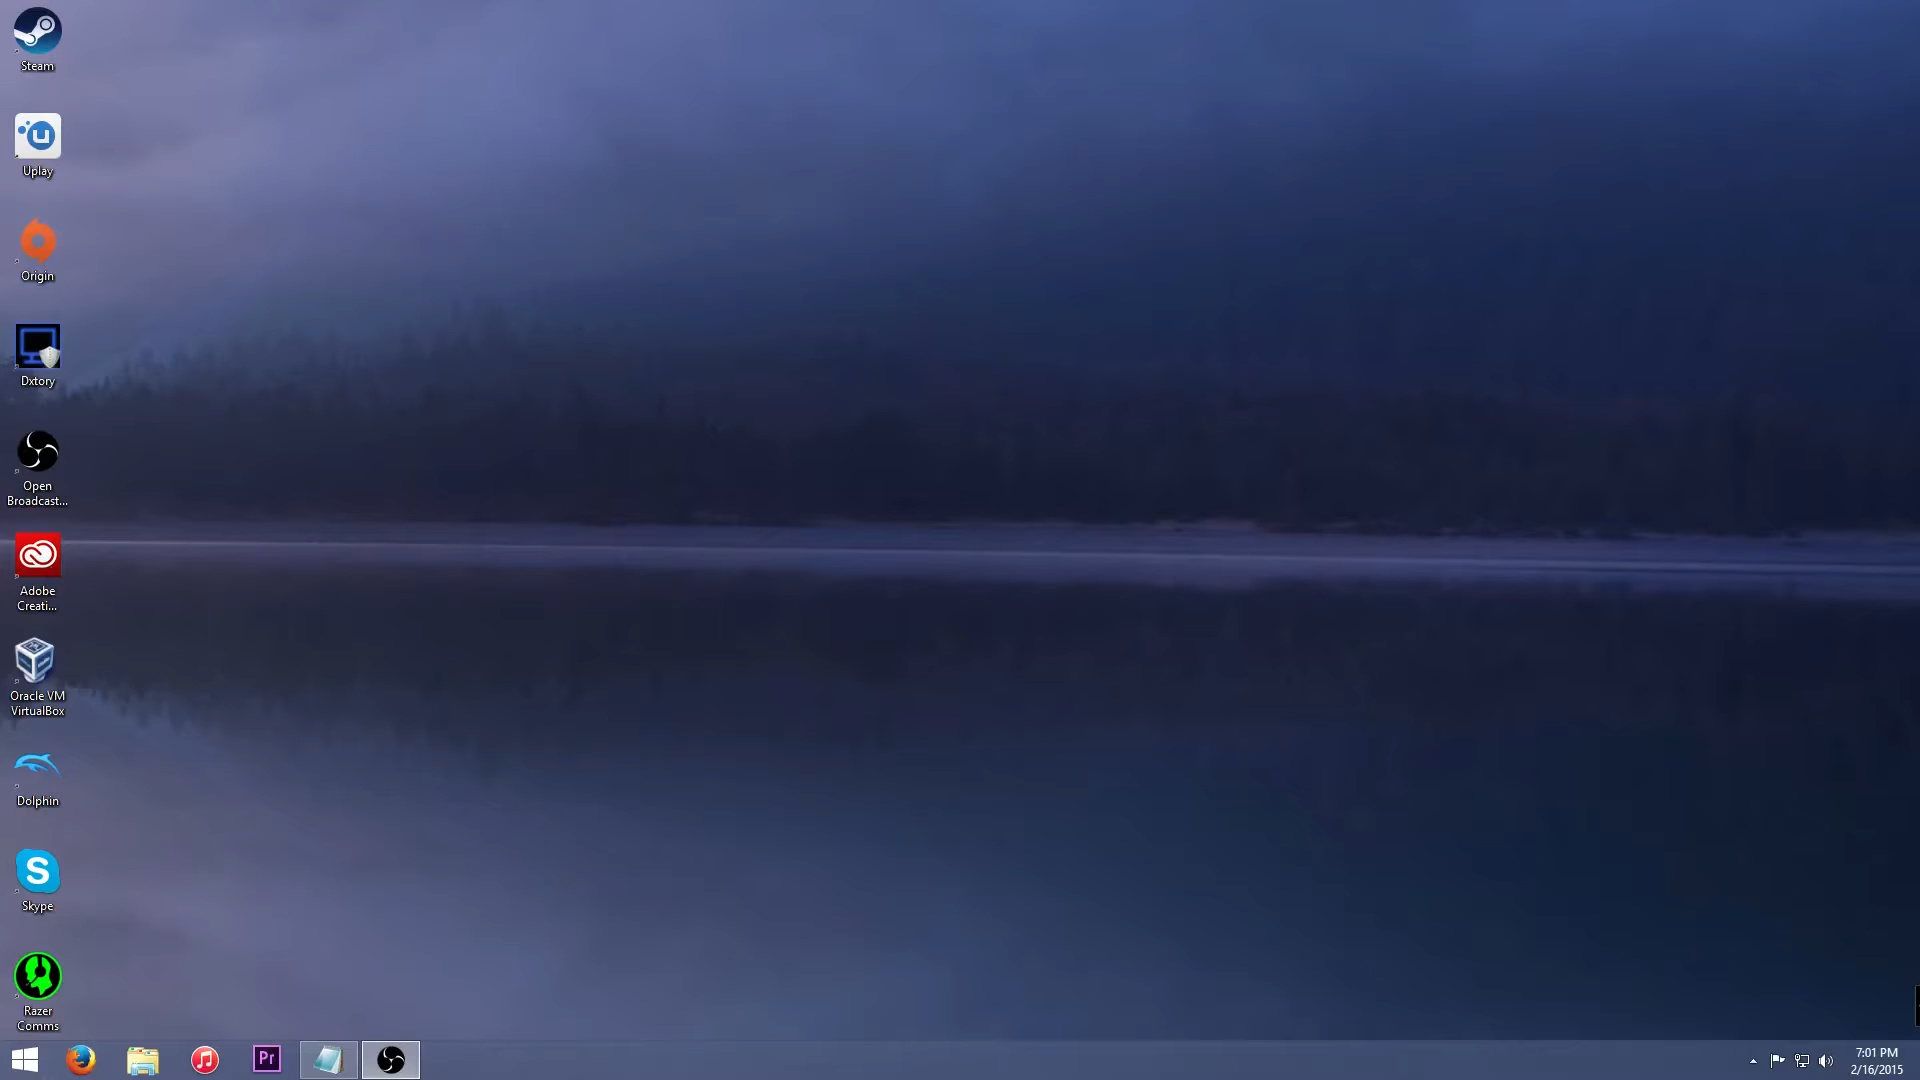 Steam
Uplay
Origin
Dxtory
Open
Broadcast...
Adobe
Creati...
Oracle VM
VirtualBox
Dolphin
S
Skype
Razer
Comms
Pr
7:01 PM
2/16/2015